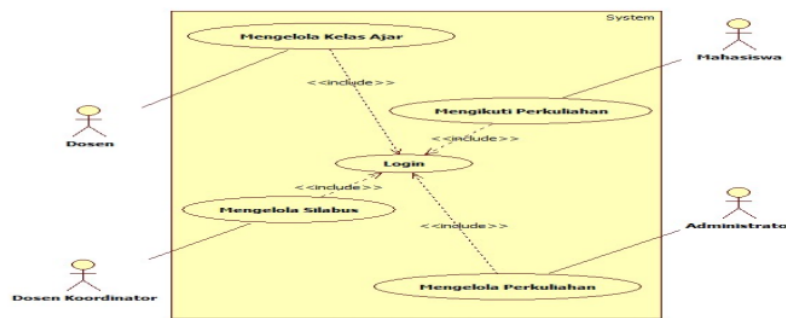 System
Mengelola Kelas Ajar
Mahasiswa
<<include>>
Mengikuti Perkuliahan
Dosen
<<include>>
Login
<<include>>
Mengelola Silabus
<<include>>
Administrato
Dosen Koordinator
Mengelola Perkuliahan